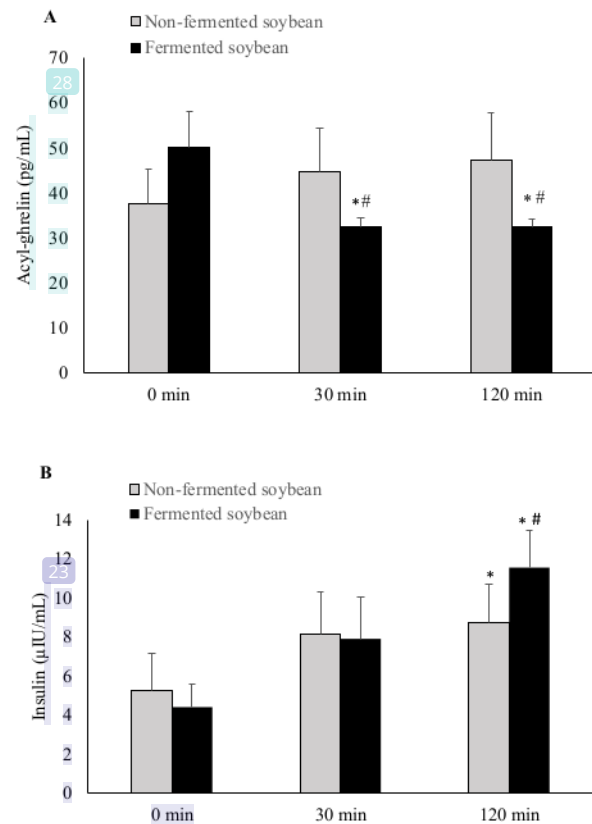 A
Non-fermented soybean
Fermented soybean
70
28
60
50
40
30
20
10
0
Acyl-ghrelin (pg/mL)
*#
* #
0 min
30 min
120 min
B
Non-fermented soybean
Fermented soybean
14
12
23
10
8
6
4
2
0
Insulin (µIU/mL)
*
* #
0 min
30 min
120 min